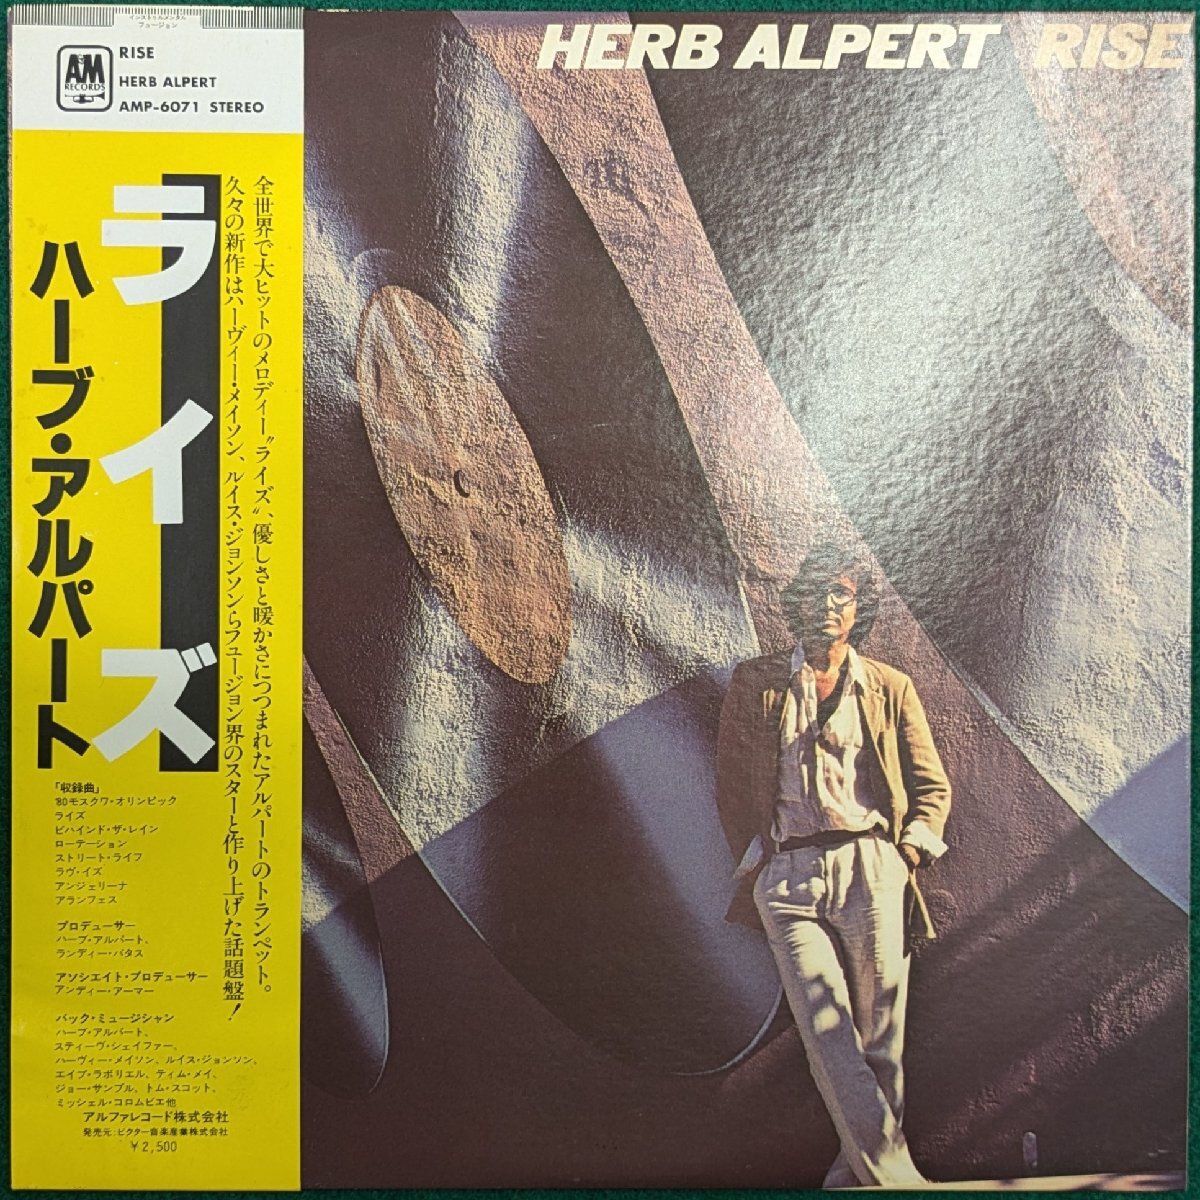 インストゥルメンタル
フュージョン
A&M
RECORDS
RISE
HERB ALPERT
AMP-6071 STEREO
HERB ALPERT RISE
全世界で大ヒットのメロディー〝ライズ〟、優しさと暖かさにつつまれたアルパートのトランペット。
久々の新作はハーヴィー・メイソン、ルイス・ジョンソンらフュージョン界のスターと作り上げた話題盤!
ライズ
ハーブ・アルパート
「収録曲」
'80モスクワ・オリンピック
ライズ
ビハインド・ザ・レイン
ローテーション
ストリート・ライフ
ラヴ・イズ
アンジェリーナ
アランフェス
プロデューサー
ハーブ・アルパート、
ランディー・バタス
アソシエイト・プロデューサー
アンディー・アーマー
バック・ミュージシャン
ハーブ・アルパート、
スティーヴ・シェイファー、
ハーヴィー・メイソン、ルイス・ジョンソン、
エイブ・ラボリエル、ティム・メイ、
ジョー・サンプル、トム・スコット、
ミッシェル・コロムビエ他
アルファレコード株式会社
発売元:ビクター音楽産業株式会社
¥2,500